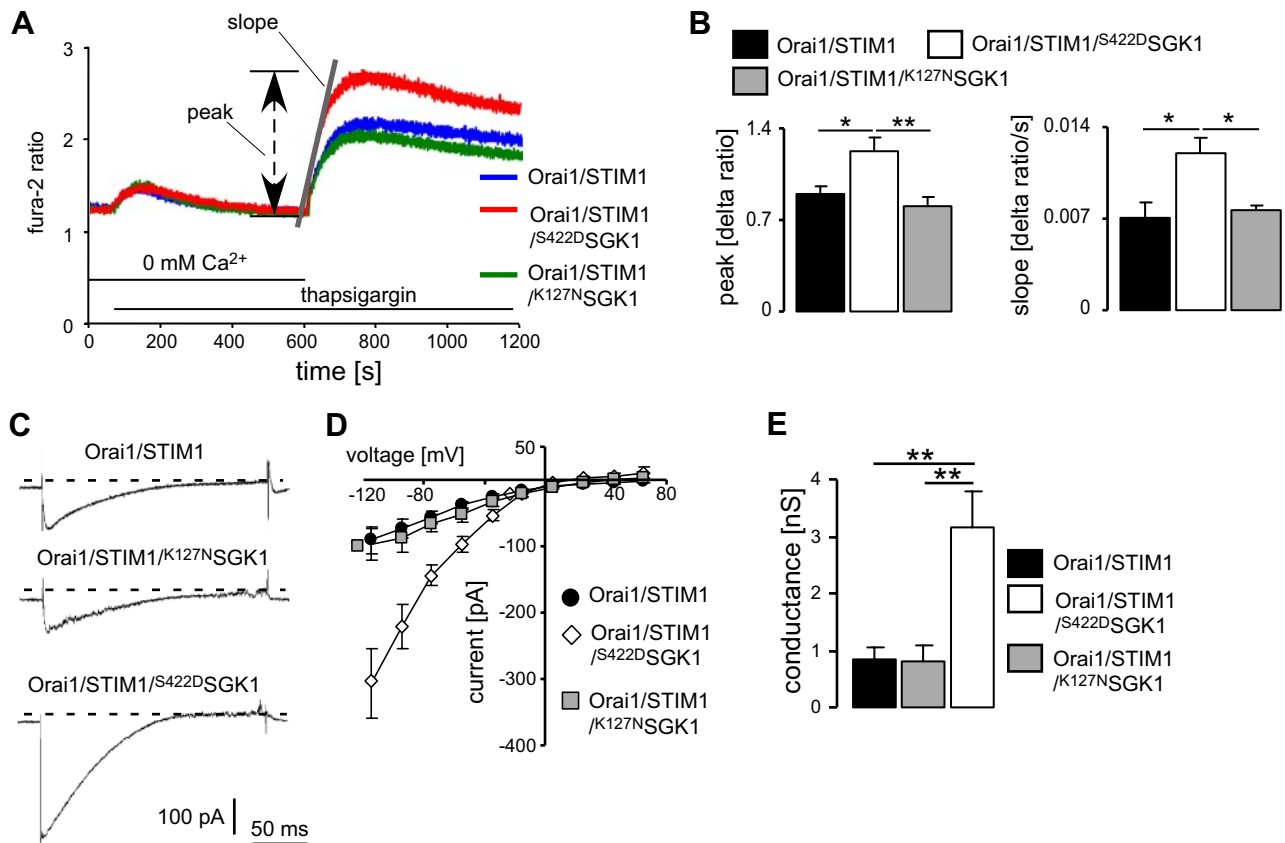 A
slope
3
peak
2
fura-2 ratio
Orai1/STIM1
Orai1/STIM1
/S422DSGK1
1
0 mM Ca2+
Orai1/STIM1
/K127NSGK1
thapsigargin
0
0 200 400 600 800 1000 1200
time [s]
B
Orai1/STIM1
Orai1/STIM1/S422DSGK1
Orai1/STIM1/K127NSGK1
1.4
* **
0.7
0
peak [delta ratio]
0.014
* *
0.007
0
slope [delta ratio/s]
C
Orai1/STIM1
Orai1/STIM1/K127NSGK1
Orai1/STIM1/S422DSGK1
100 pA
50 ms
D
voltage [mV]
50
-120 -80 40 80
-100
-200
-300
-400
current [pA]
Orai1/STIM1
Orai1/STIM1
/S422DSGK1
Orai1/STIM1
/K127NSGK1
E
**
**
4
3
2
1
0
conductance [nS]
Orai1/STIM1
Orai1/STIM1
/S422DSGK1
Orai1/STIM1
/K127NSGK1